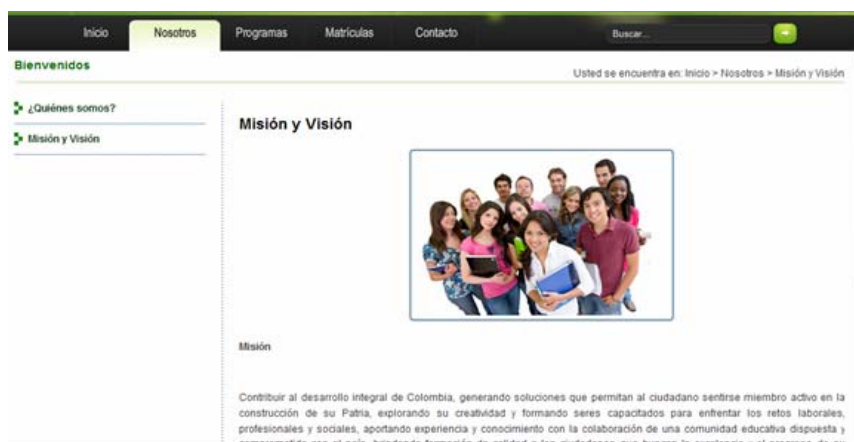 Inicio Nosotros Programas Matrículas Contacto Buscar...
Bienvenidos
Usted se encuentra en: Inicio > Nosotros > Misión y Visión
¿Quiénes somos?
Misión y Visión
Misión y Visión
Misión
Contribuir al desarrollo integral de Colombia, generando soluciones que permitan al ciudadano sentirse miembro activo en la
construcción de su Patria, explorando su creatividad y formando seres capacitados para enfrentar los retos laborales,
profesionales y sociales, aportando experiencia y conocimiento con la colaboración de una comunidad educativa dispuesta y